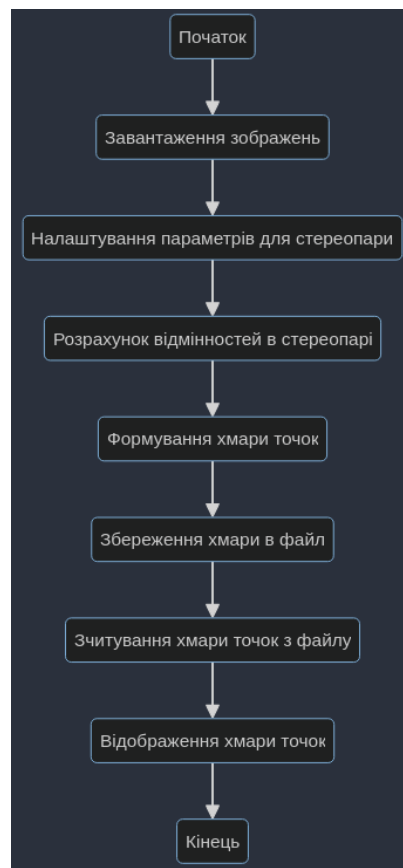 Початок
Завантаження зображень
Налаштування параметрів для стереопари
Розрахунок відмінностей в стереопарі
Формування хмари точок
Збереження хмари в файл
Зчитування хмари точок з файлу
Відображення хмари точок
Кінець